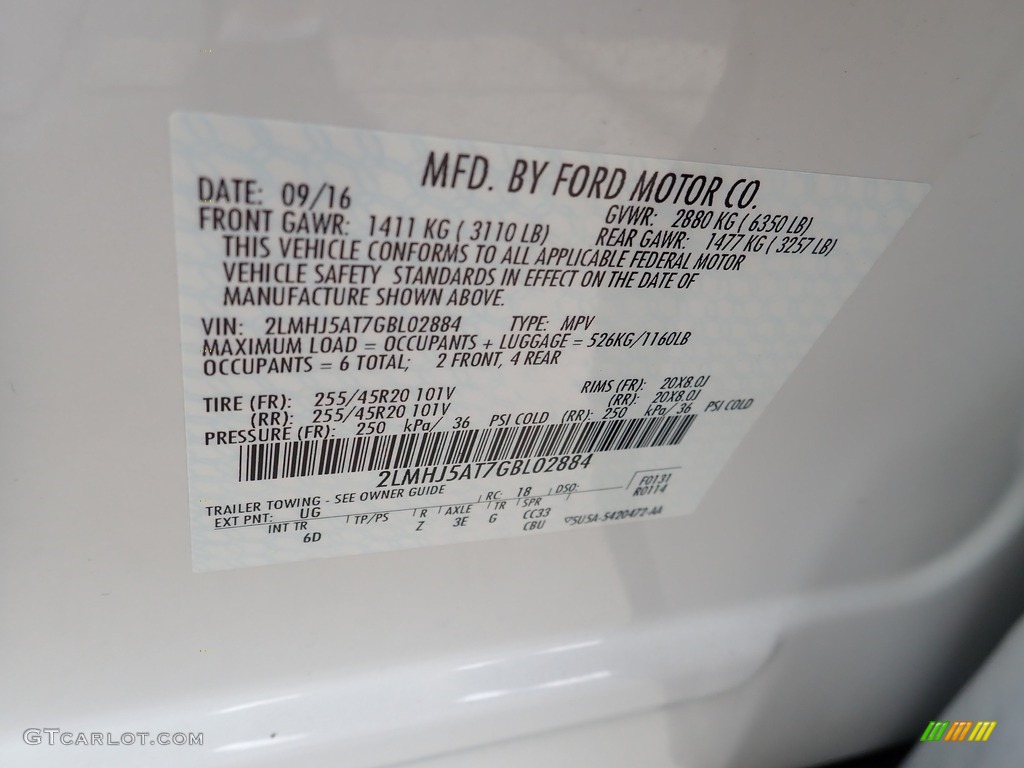 MFD. BY FORD MOTOR CO.
DATE: 09/16 GVWR: 2880 KG ( 6350 LB)
FRONT GAWR: 1411 KG ( 3110 LB) REAR GAWR: 1477 KG ( 3257 LB)
THIS VEHICLE CONFORMS TO ALL APPLICABLE FEDERAL MOTOR
VEHICLE SAFETY STANDARDS IN EFFECT ON THE DATE OF
MANUFACTURE SHOWN ABOVE.
VIN: 2LMHJ5AT7GBL02884 TYPE: MPV
MAXIMUM LOAD = OCCUPANTS + LUGGAGE = 526KG/1160LB
OCCUPANTS = 6 TOTAL; 2 FRONT, 4 REAR
TIRE (FR): 255/45R20 101V RIMS (FR): 20X8.0J
(RR): 255/45R20 101V (RR): 20X8.0J
PRESSURE (FR): 250 kPa/ 36 PSI COLD (RR): 250 kPa/ 36 PSI COLD
2LMHJ5AT7GBL02884
TRAILER TOWING - SEE OWNER GUIDE RC: 18 DSO: F0131
R0114
EXT PNT: UG
INT TR TP/PS R AXLE TR SPR
6D Z 3E G CC33
CBU
5U5A-5420472-AA
GTCARLOT.COM